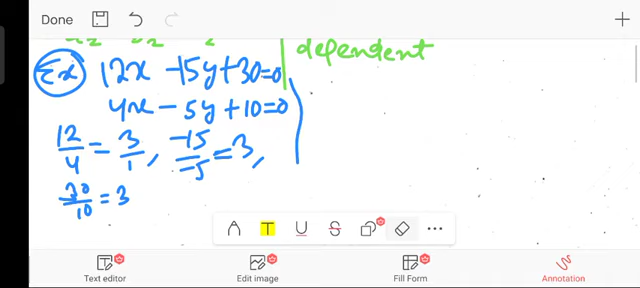 Done
dependent
Ex 12x - 15y + 30 = 0
4x - 5y + 10 = 0
12/4 = 3/1, -15/-5 = 3,
30/10 = 3
A T U S
Text editor
Edit image
Fill Form
Annotation